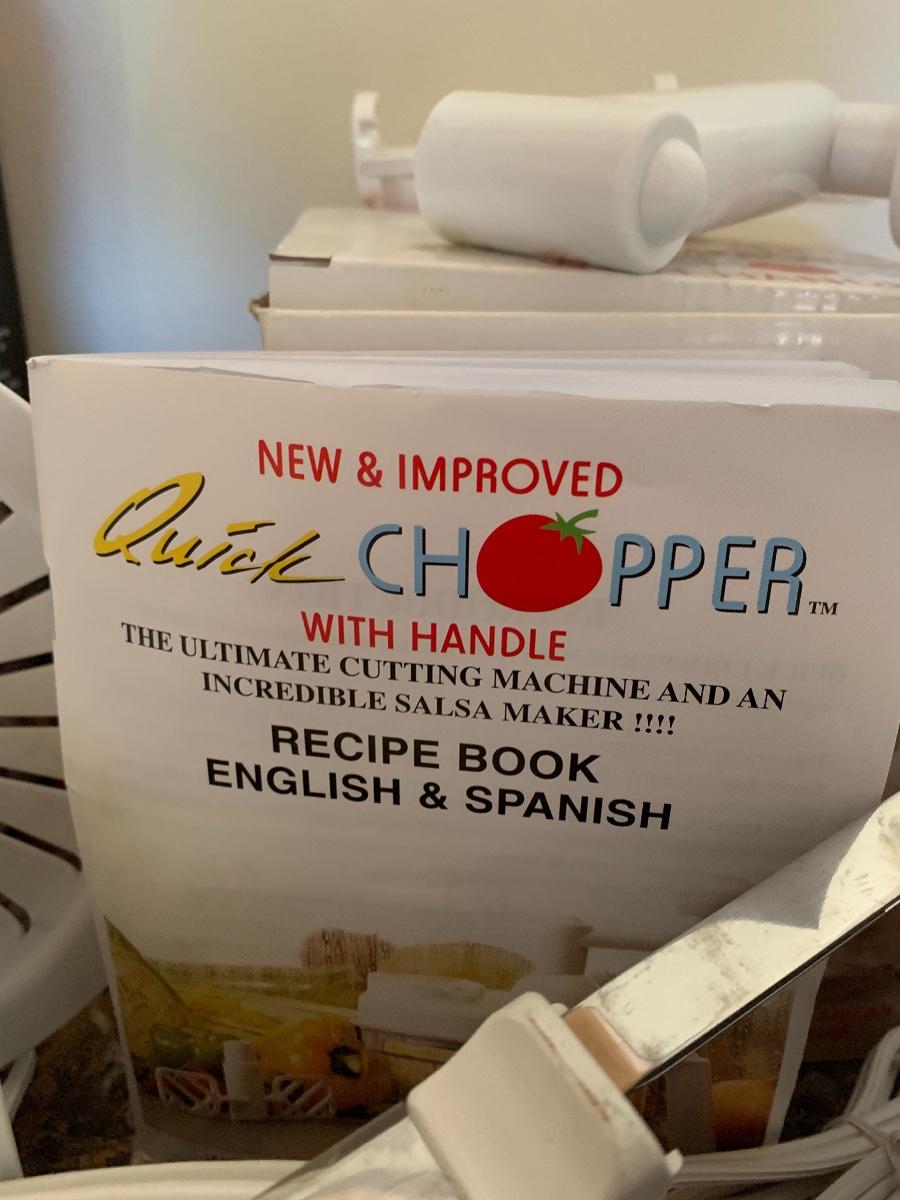 NEW & IMPROVED
Quick CHOPPER™
WITH HANDLE
THE ULTIMATE CUTTING MACHINE AND AN
INCREDIBLE SALSA MAKER !!!!
RECIPE BOOK
ENGLISH & SPANISH